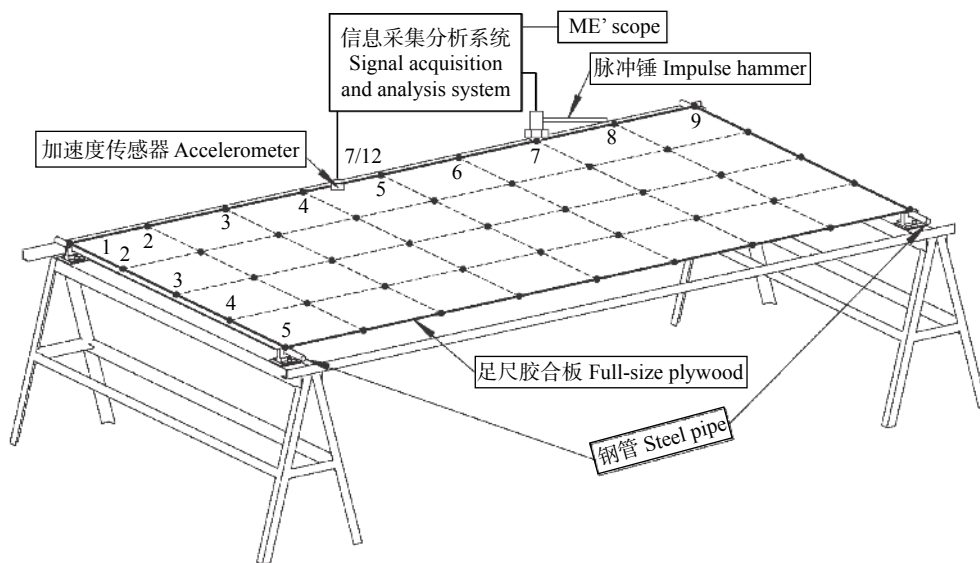 信息采集分析系统
Signal acquisition
and analysis system
ME' scope
脉冲锤 Impulse hammer
加速度传感器 Accelerometer
7/12
9
8
7
6
5
4
3
2
1
2
3
4
5
足尺胶合板 Full-size plywood
钢管 Steel pipe